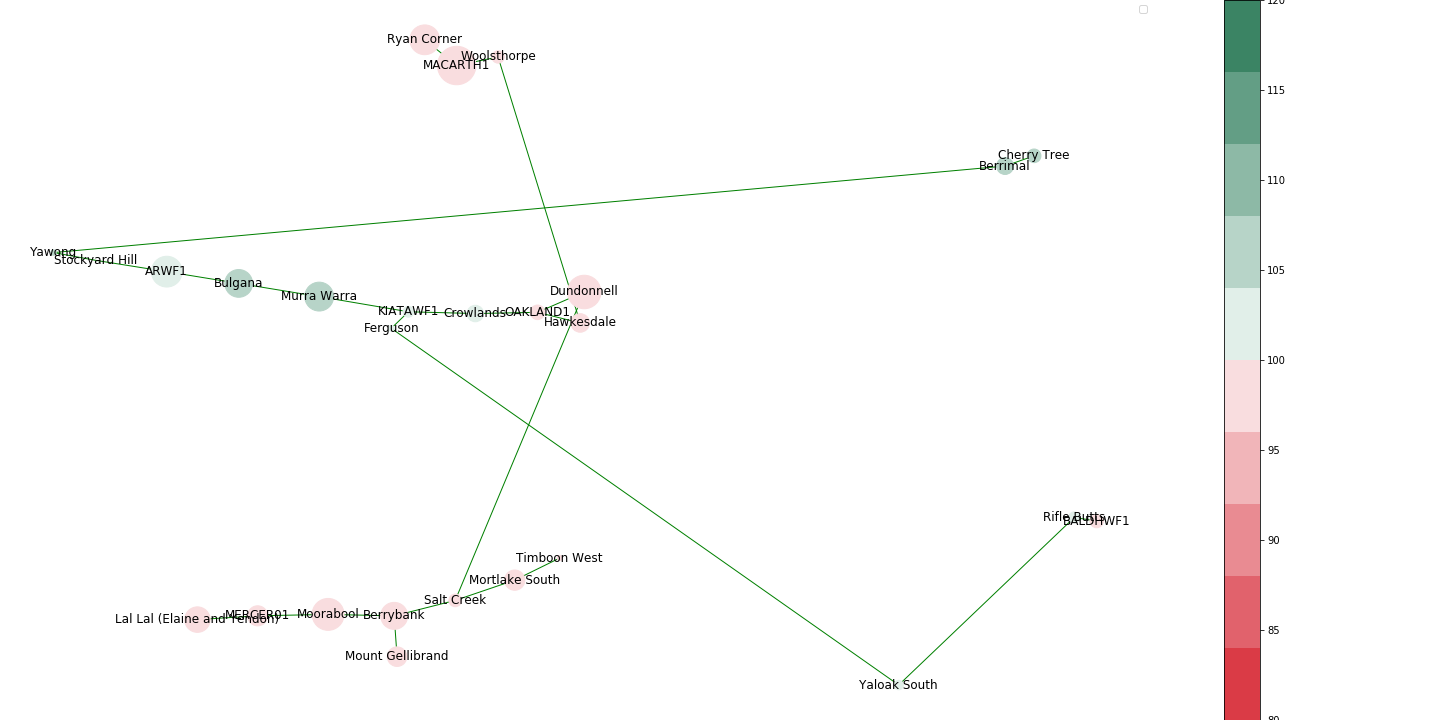 120
Ryan Corner
Woolsthorpe
MACARTH1
115
Cherry Tree
Berrimal
110
Yawong
Stockyard Hill
ARWF1
105
Bulgana
Dundonnell
Murra Warra
KIATAWF1
Crowlands
OAKLAND1
Hawkesdale
Ferguson
100
95
Rifle Butts
BALDHWF1
90
Timboon West
Mortlake South
Salt Creek
Lal Lal (Elaine and Yendon)
MERCER01
Moorabool
Berrybank
85
Mount Gellibrand
Yaloak South
80